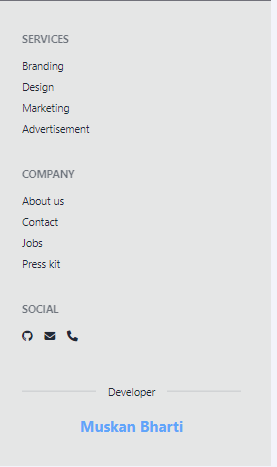 SERVICES
Branding
Design
Marketing
Advertisement
COMPANY
About us
Contact
Jobs
Press kit
SOCIAL
Developer
Muskan Bharti